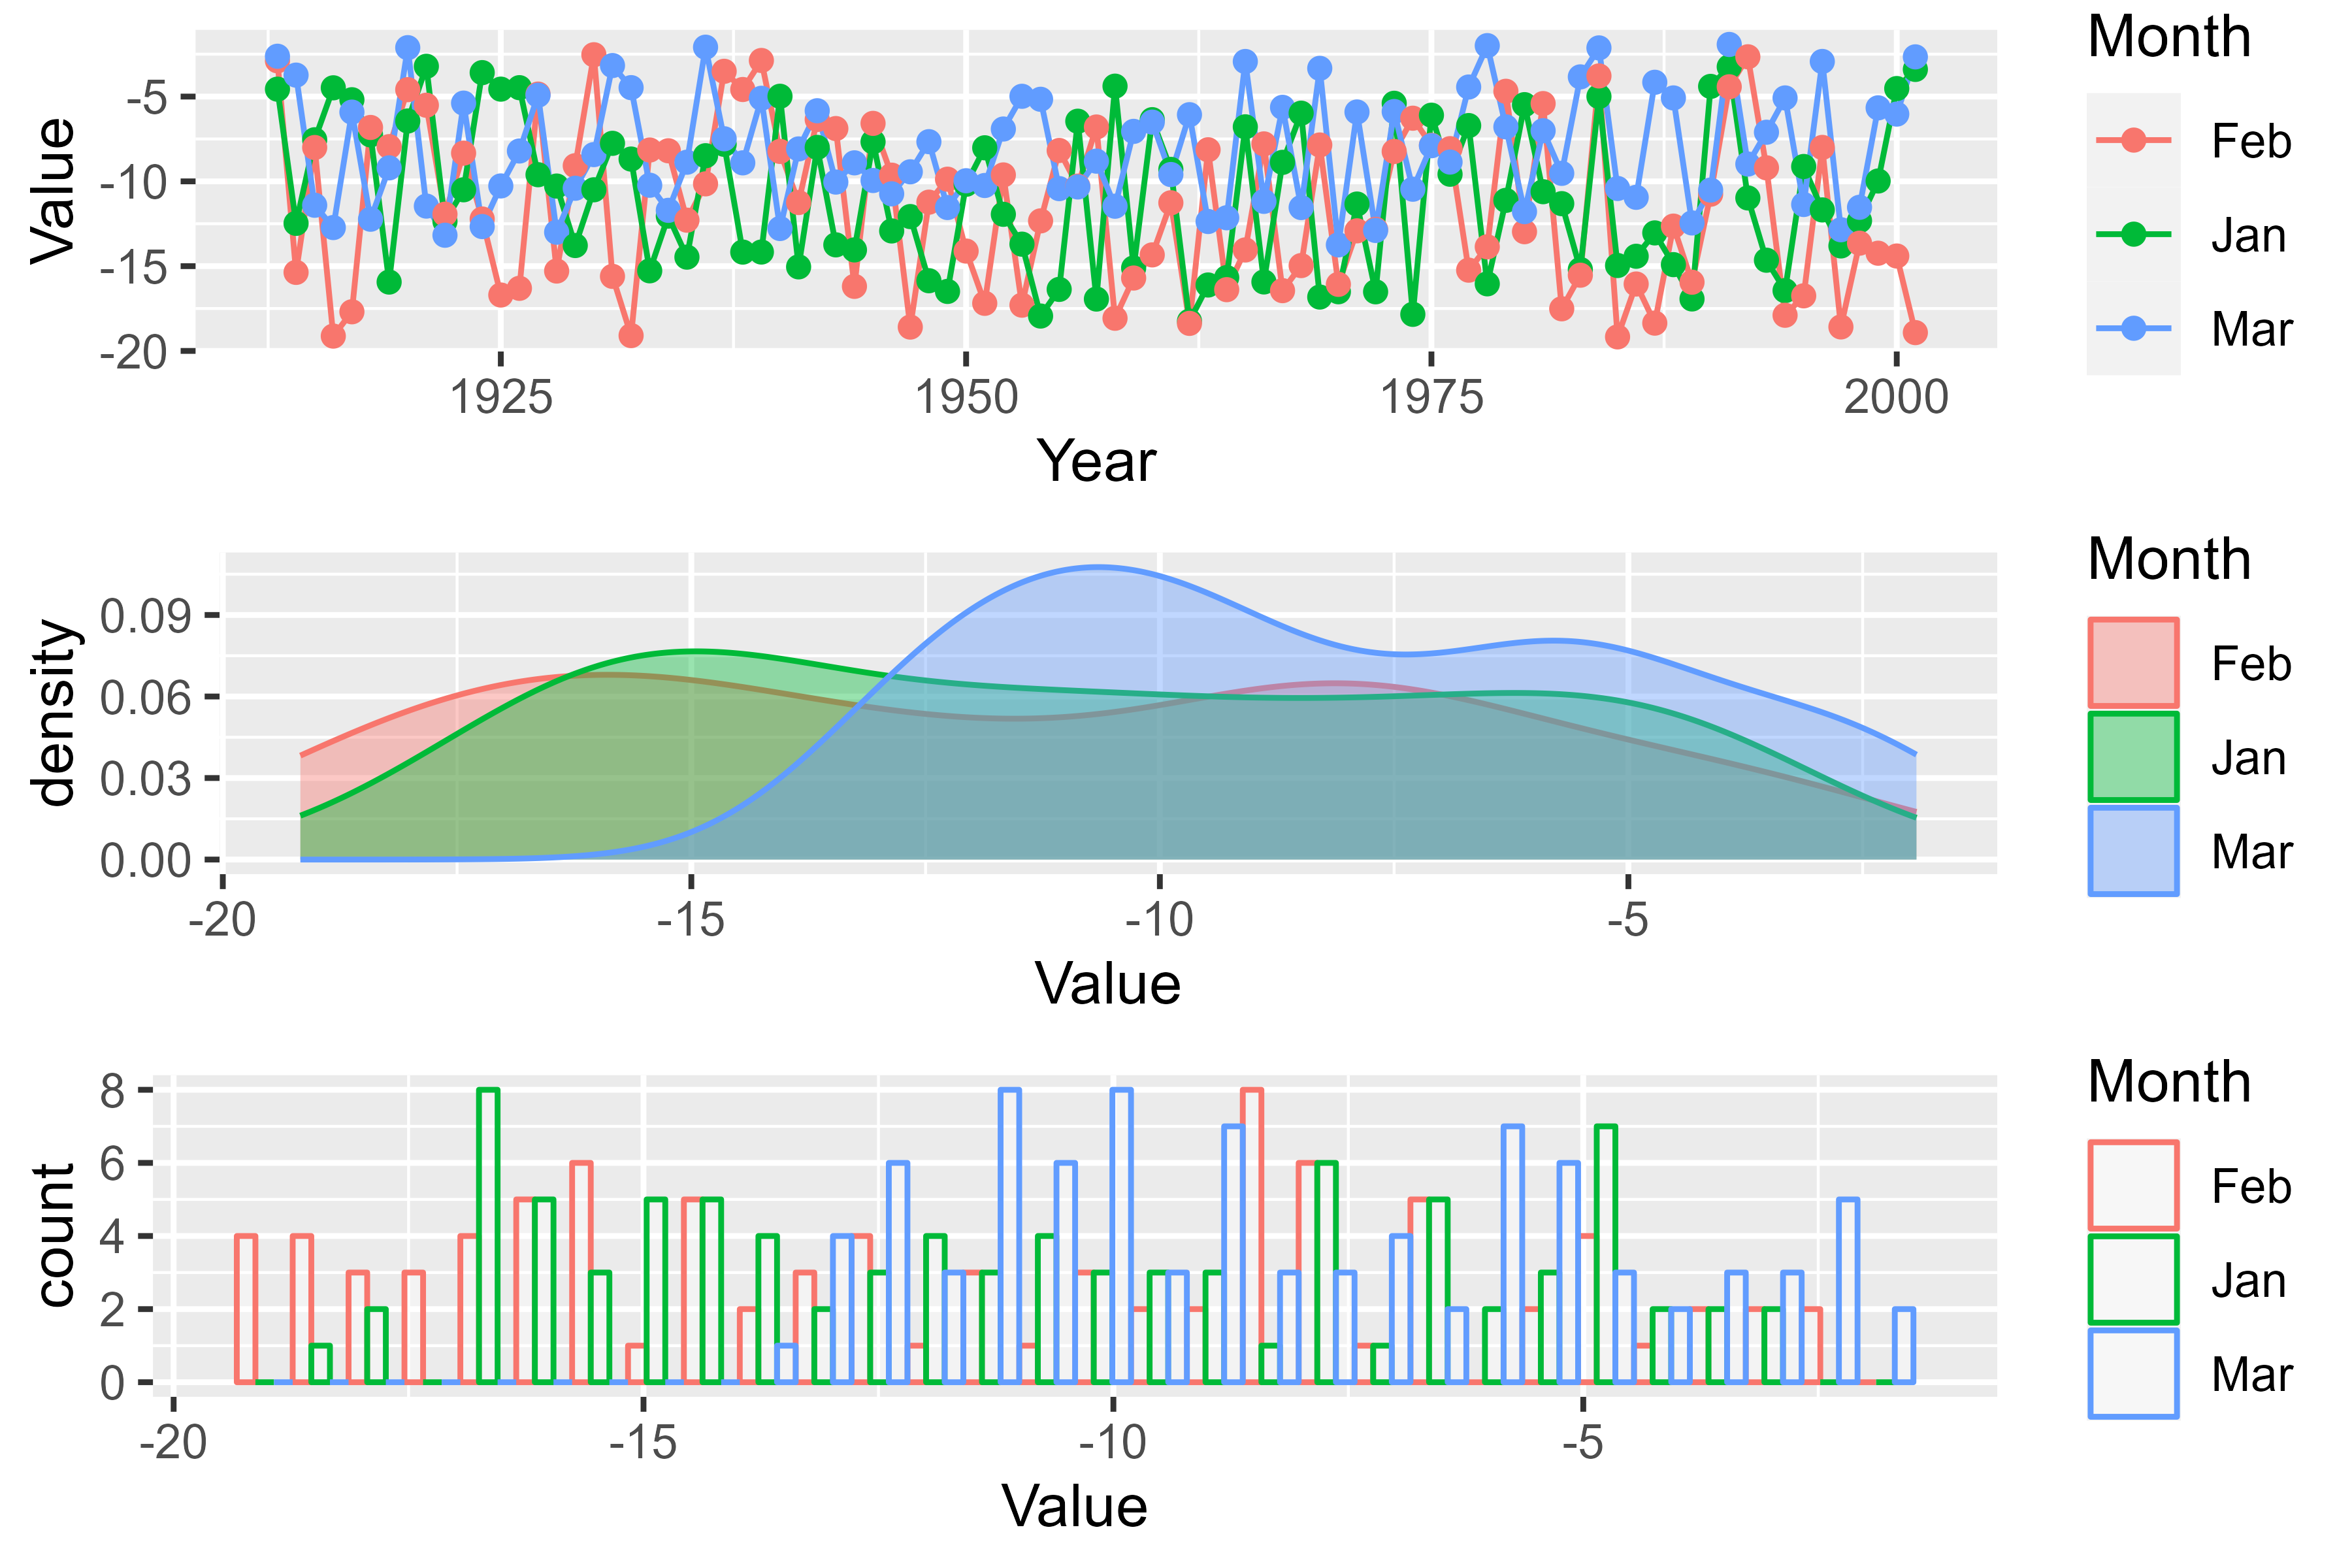 Value
-5
-10
-15
-20
1925 1950 1975 2000
Year
Month
Feb
Jan
Mar
density
0.09
0.06
0.03
0.00
-20 -15 -10 -5
Value
Month
Feb
Jan
Mar
count
8
6
4
2
0
-20 -15 -10 -5
Value
Month
Feb
Jan
Mar